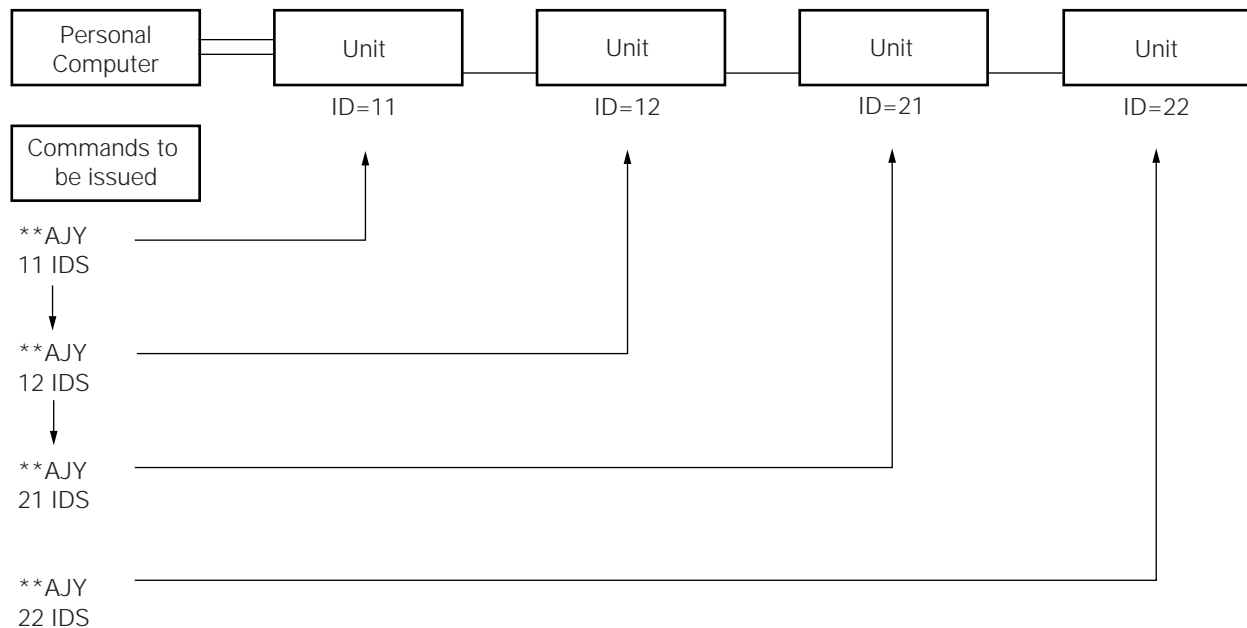 Personal
Computer
Unit
Unit
Unit
Unit
ID=11
ID=12
ID=21
ID=22
Commands to
be issued
**AJY
11 IDS
**AJY
12 IDS
**AJY
21 IDS
**AJY
22 IDS